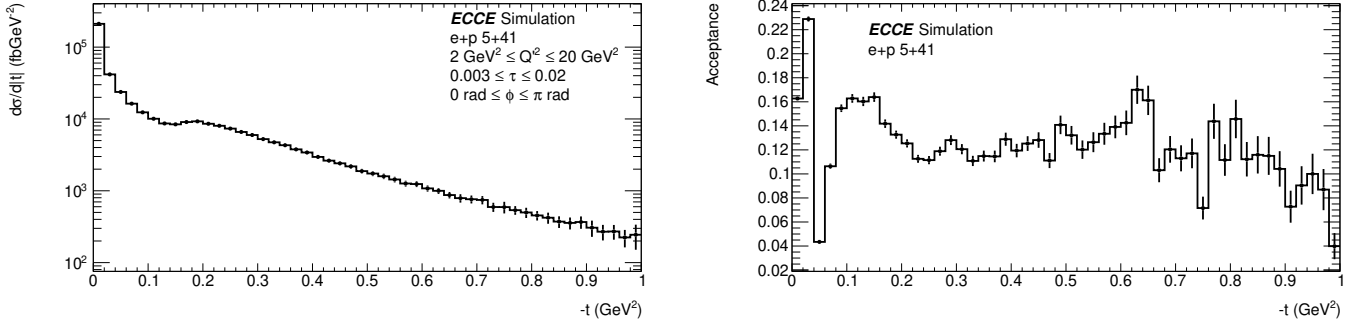 dσ/d|t| (fbGeV⁻²)
10⁵
10⁴
10³
10²
ECCE Simulation
e+p 5+41
2 GeV² ≤ Q'² ≤ 20 GeV²
0.003 ≤ τ ≤ 0.02
0 rad ≤ ϕ ≤ π rad
0 0.1 0.2 0.3 0.4 0.5 0.6 0.7 0.8 0.9 1
-t (GeV²)
Acceptance
0.24
0.22
0.2
0.18
0.16
0.14
0.12
0.1
0.08
0.06
0.04
0.02
ECCE Simulation
e+p 5+41
0 0.1 0.2 0.3 0.4 0.5 0.6 0.7 0.8 0.9 1
-t (GeV²)